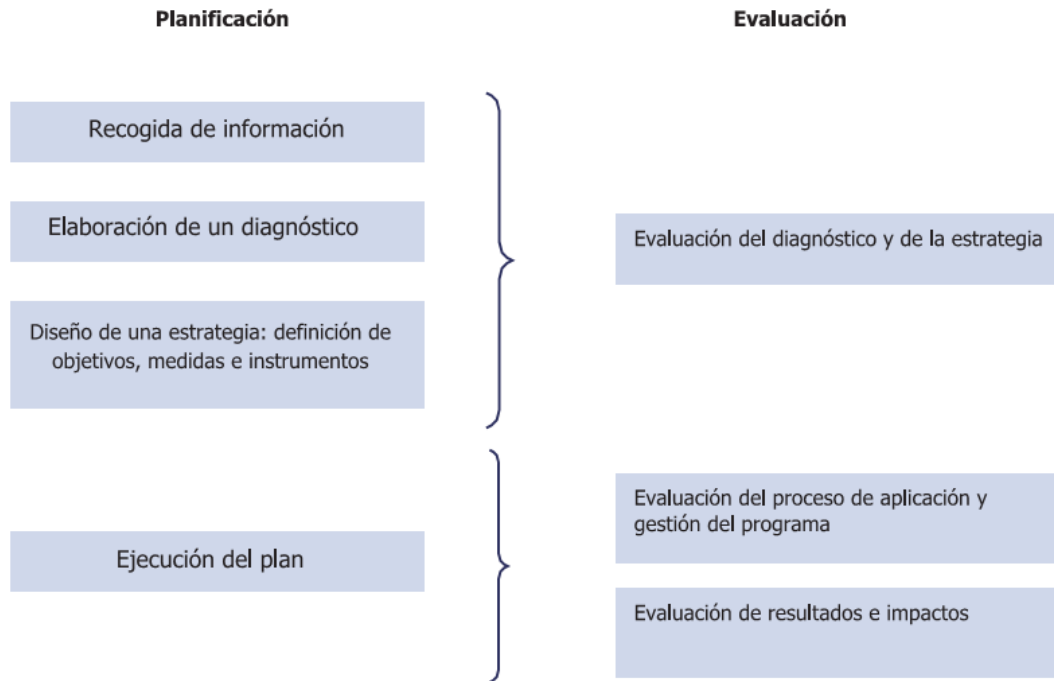 Planificación
Evaluación
Recogida de información
Elaboración de un diagnóstico
Evaluación del diagnóstico y de la estrategia
Diseño de una estrategia: definición de
objetivos, medidas e instrumentos
Evaluación del proceso de aplicación y
gestión del programa
Ejecución del plan
Evaluación de resultados e impactos